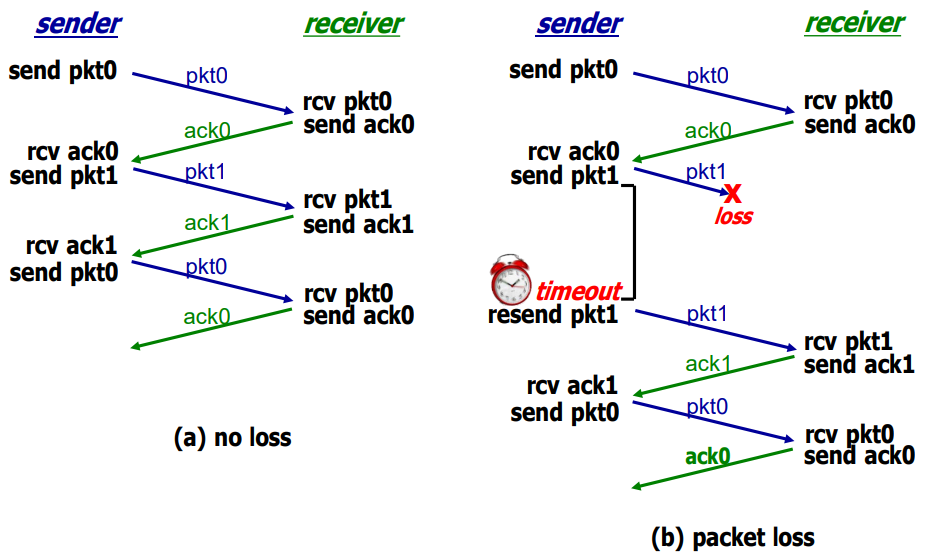 sender
receiver
send pkt0
pkt0
rcv pkt0
send ack0
ack0
rcv ack0
send pkt1
pkt1
rcv pkt1
send ack1
ack1
rcv ack1
send pkt0
pkt0
rcv pkt0
send ack0
ack0
(a) no loss
sender
receiver
send pkt0
pkt0
rcv pkt0
send ack0
ack0
rcv ack0
send pkt1
pkt1
X
loss
timeout
resend pkt1
pkt1
rcv pkt1
send ack1
ack1
rcv ack1
send pkt0
pkt0
rcv pkt0
send ack0
ack0
(b) packet loss